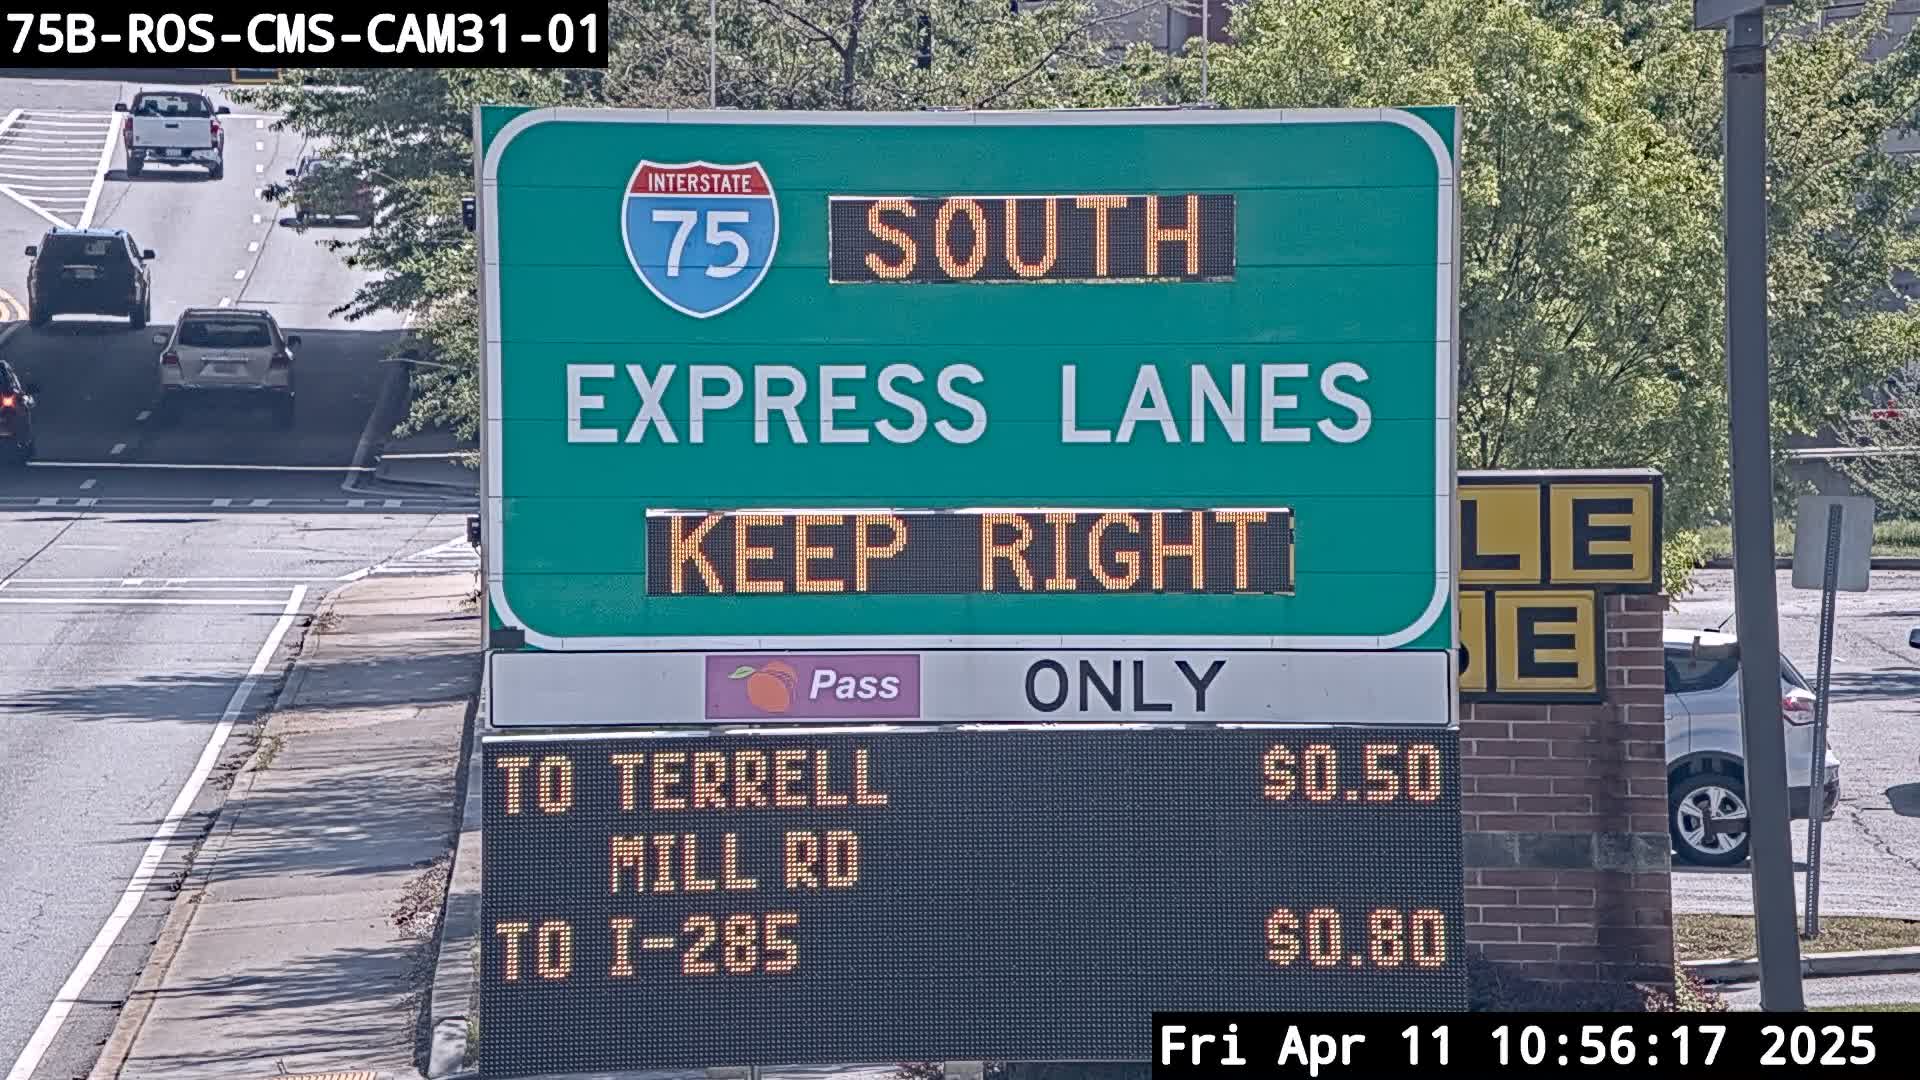 75B-ROS-CMS-CAM31-01
INTERSTATE
75
SOUTH
EXPRESS LANES
KEEP RIGHT
Pass ONLY
TO TERRELL $0.50
MILL RD
TO I-285 $0.80
LE
E
Fri Apr 11 10:56:17 2025